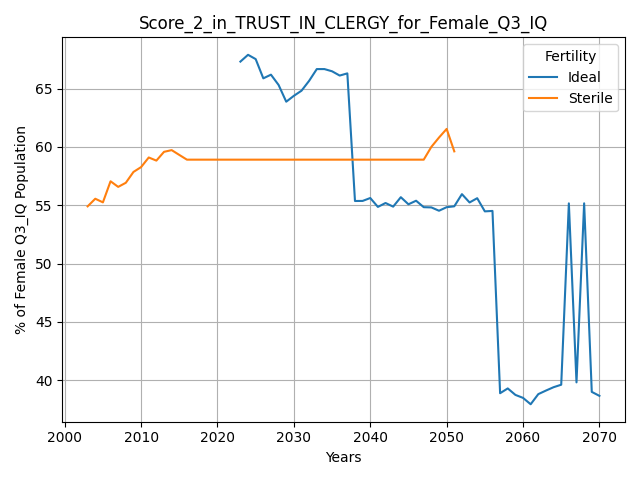 Score_2_in_TRUST_IN_CLERGY_for_Female_Q3_IQ
Fertility
Ideal
Sterile
% of Female Q3_IQ Population
65
60
55
50
45
40
2000 2010 2020 2030 2040 2050 2060 2070
Years